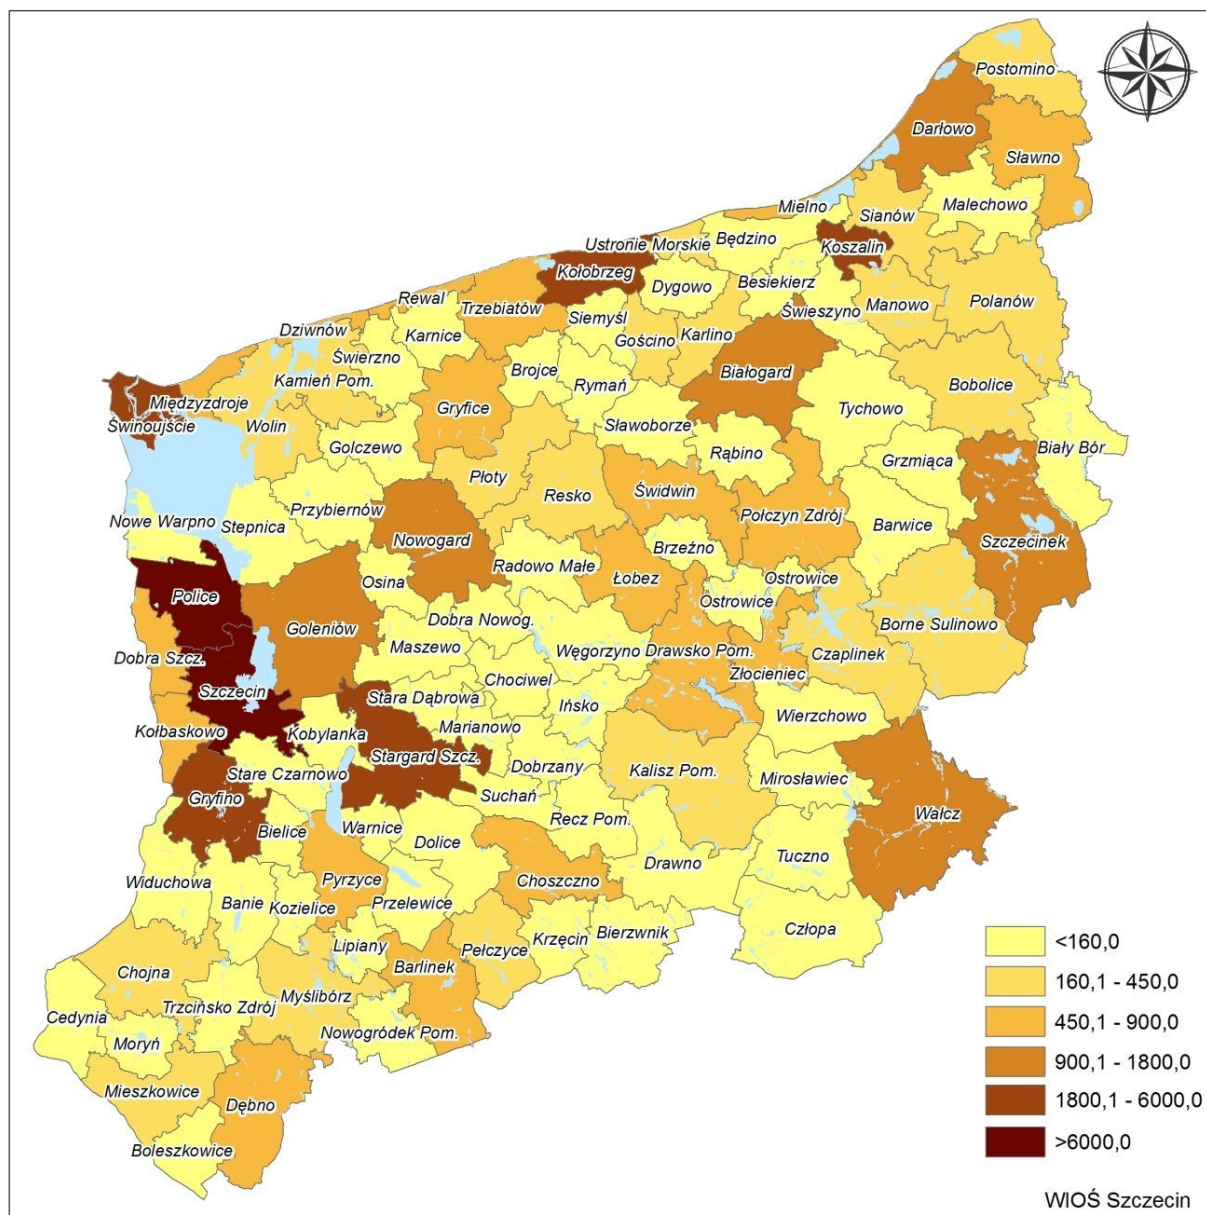 Postomino
Darłowo
Sławno
Malechowo
Mielno
Sianów
Ustronie Morskie
Będzino
Koszalin
Kołobrzeg
Dygowo
Besiekierz
Manowo
Polanów
Rewal
Trzebiatów
Siemyśl
Świeszyno
Dziwnów
Karnice
Gościno
Karlino
Świerzno
Kamień Pom.
Brojce
Rymań
Białogard
Bobolice
Międzyzdroje
Gryfice
Tychowo
Świnoujście
Wolin
Sławoborze
Golczewo
Rąbino
Grzmiąca
Biały Bór
Płoty
Resko
Świdwin
Przybiernów
Połczyn Zdrój
Nowe Warpno
Stepnica
Barwice
Nowogard
Brzeźno
Szczecinek
Osina
Radowo Małe
Łobez
Ostrowice
Police
Ostrowice
Goleniów
Dobra Nowog.
Borne Sulinowo
Maszewo
Węgorzyno
Drawsko Pom.
Czaplinek
Dobra Szcz.
Chociwel
Złocieniec
Szczecin
Stara Dąbrowa
Ińsko
Wierzchowo
Kołbaskowo
Kobylanka
Marianowo
Stargard Szcz.
Stare Czarnowo
Dobrzany
Kalisz Pom.
Mirosławiec
Gryfino
Suchań
Wałcz
Bielice
Warnice
Recz Pom.
Dolice
Drawno
Tuczno
Widuchowa
Pyrzyce
Choszczno
Banie
Kozielice
Przelewice
Człopa
Lipiany
Krzęcin
Bierzwnik
Pełczyce
Chojna
Barlinek
Trzcińsko Zdrój
Myślibórz
Cedynia
Nowogródek Pom.
Moryń
Mieszkowice
Dębno
Boleszkowice
<160,0
160,1 - 450,0
450,1 - 900,0
900,1 - 1800,0
1800,1 - 6000,0
>6000,0
WIOŚ Szczecin